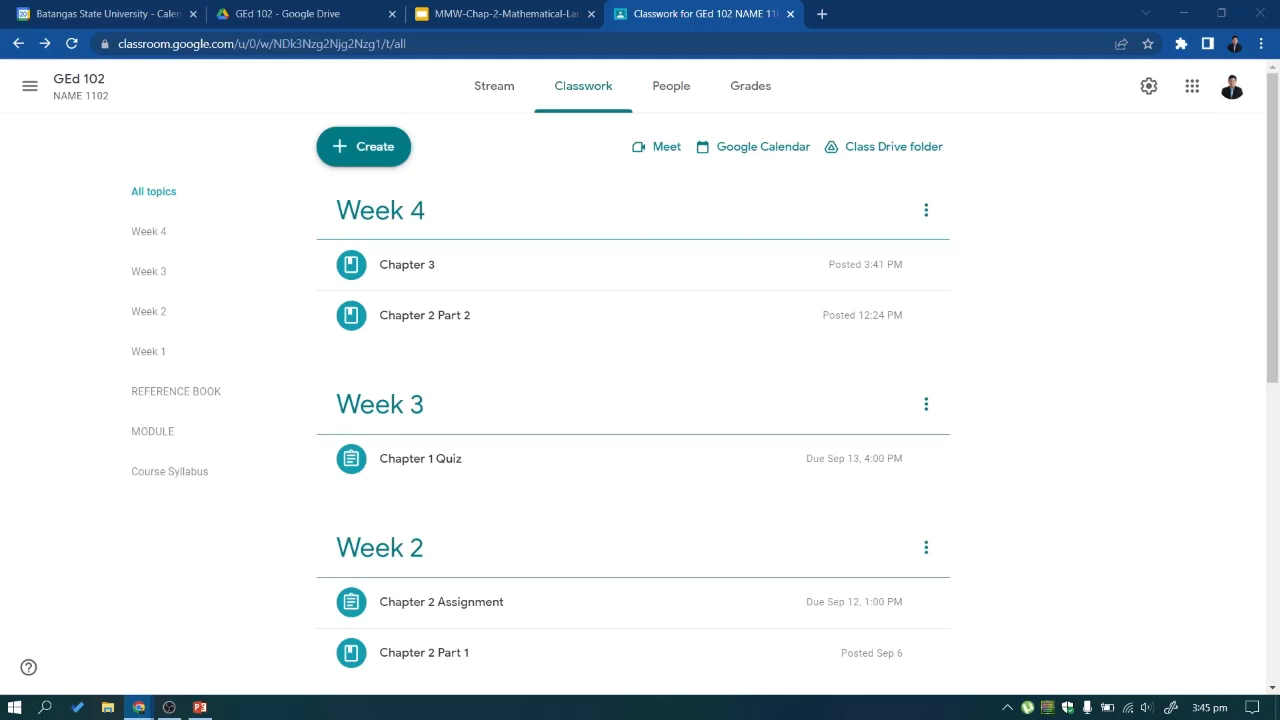 Batangas State University - Calen
GEd 102 - Google Drive
MMW-Chap-2-Mathematical-Lan
Classwork for GEd 102 NAME 110
classroom.google.com/u/0/w/NDk3Nzg2Njg2Nzg1/t/all
GEd 102
NAME 1102
Stream
Classwork
People
Grades
Create
Meet
Google Calendar
Class Drive folder
All topics
Week 4
Week 3
Week 2
Week 1
REFERENCE BOOK
MODULE
Course Syllabus
Week 4
Chapter 3
Posted 3:41 PM
Chapter 2 Part 2
Posted 12:24 PM
Week 3
Chapter 1 Quiz
Due Sep 13, 4:00 PM
Week 2
Chapter 2 Assignment
Due Sep 12, 1:00 PM
Chapter 2 Part 1
Posted Sep 6
3:45 pm